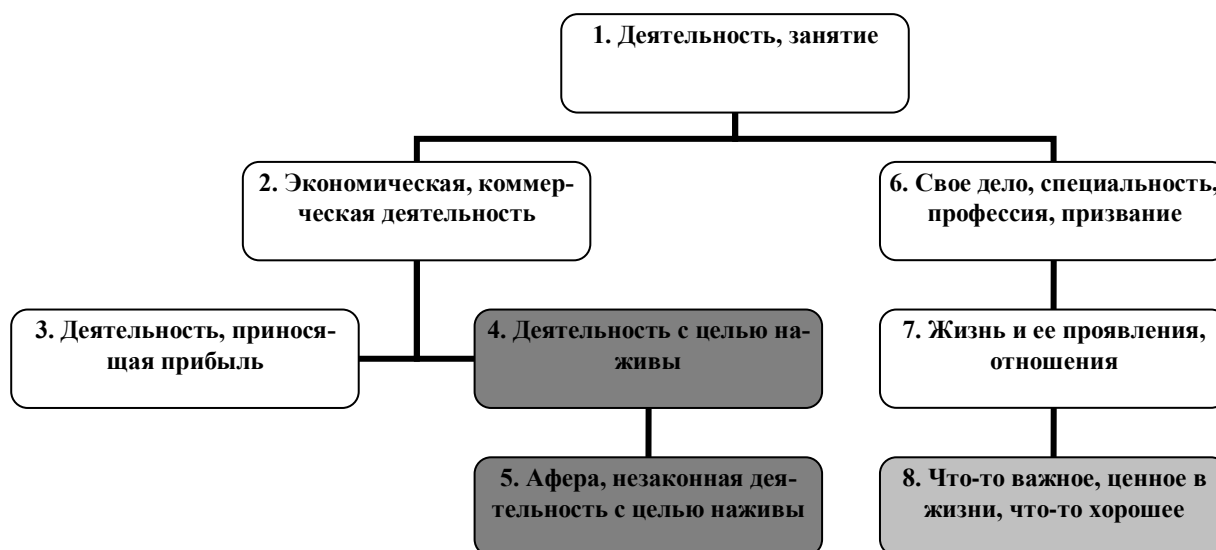 1. Деятельность, занятие
2. Экономическая, коммер-
ческая деятельность
6. Свое дело, специальность,
профессия, призвание
3. Деятельность, принося-
щая прибыль
4. Деятельность с целью на-
живы
7. Жизнь и ее проявления,
отношения
5. Афера, незаконная дея-
тельность с целью наживы
8. Что-то важное, ценное в
жизни, что-то хорошее